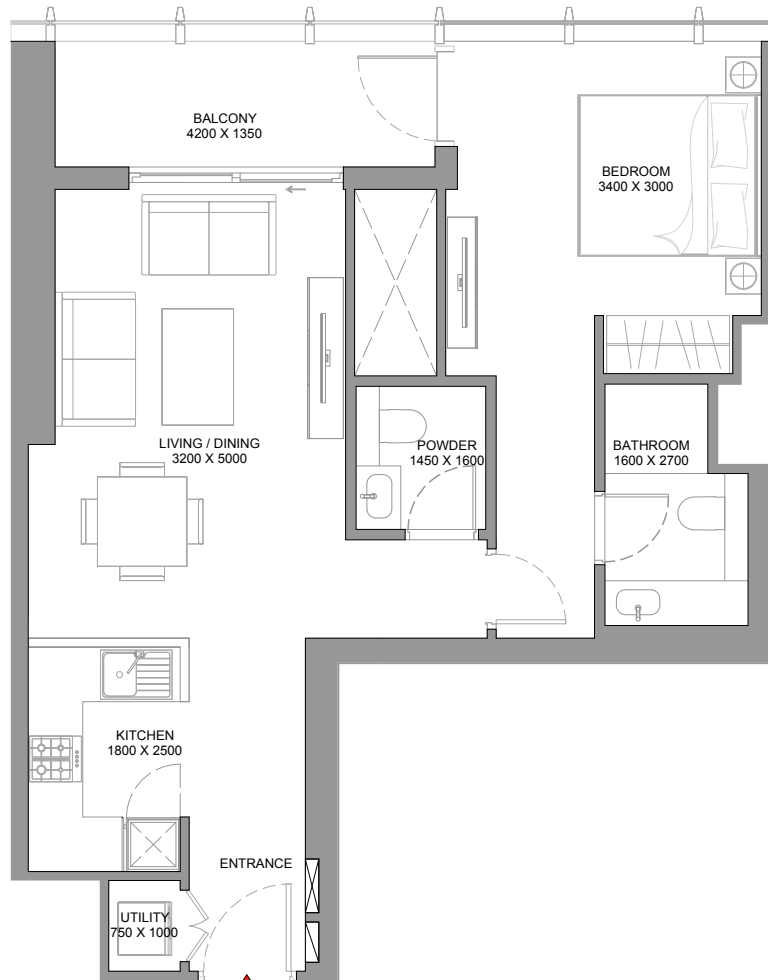 BALCONY
4200 X 1350
BEDROOM
3400 X 3000
LIVING / DINING
3200 X 5000
POWDER
1450 X 1600
BATHROOM
1600 X 2700
KITCHEN
1800 X 2500
ENTRANCE
UTILITY
750 X 1000